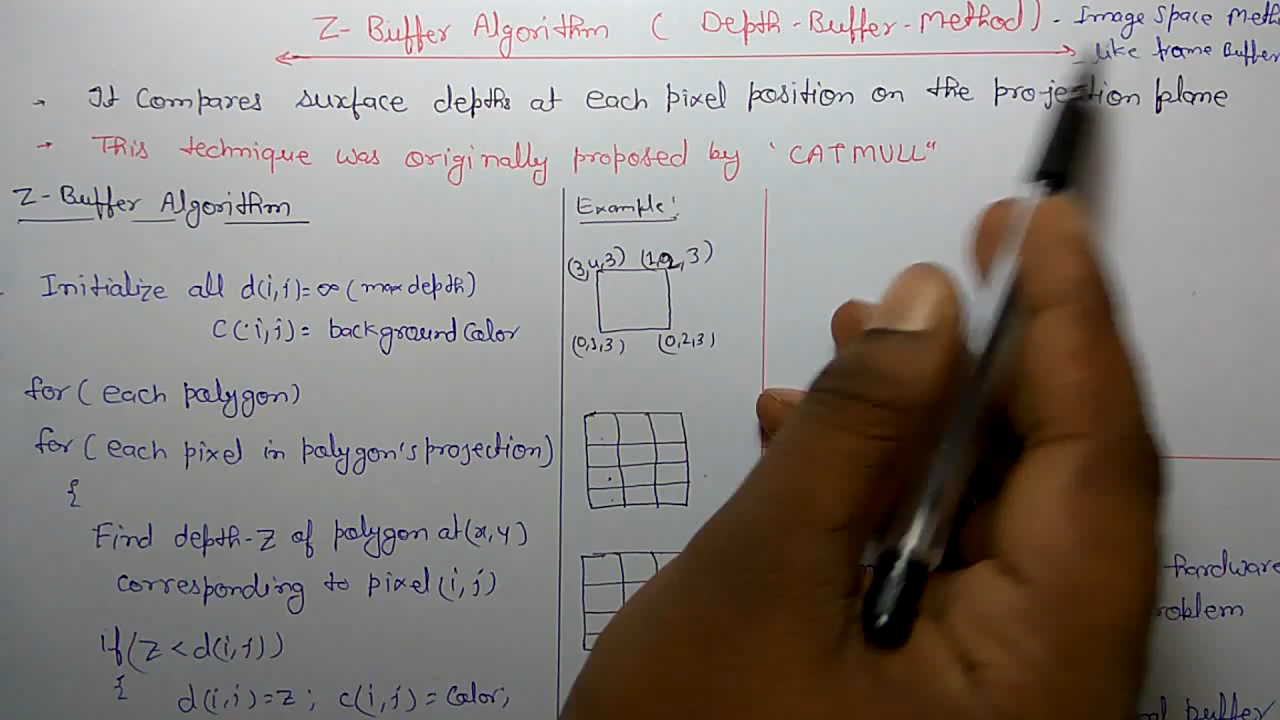 Z-Buffer Algorithm ( Depth-Buffer-Method) - Image Space Meth
- like frame Buffer
- It Compares surface depths at each pixel position on the projection plane
- This technique was originally proposed by "CATMULL"
Z-Buffer Algorithm
Initialize all d(i,j)=∞ (max depth)
C(i,j)= background Color
for( each polygon)
for( each pixel in polygon's projection)
{
Find depth-Z of polygon at(x,y)
corresponding to pixel(i,j)
if(Z<d(i,j))
{ d(i,j)=Z; c(i,j)=Color;
Example:
(3,4,3) (1,2,3)
(0,3,3) (0,2,3)
hardware
roblem
buffer